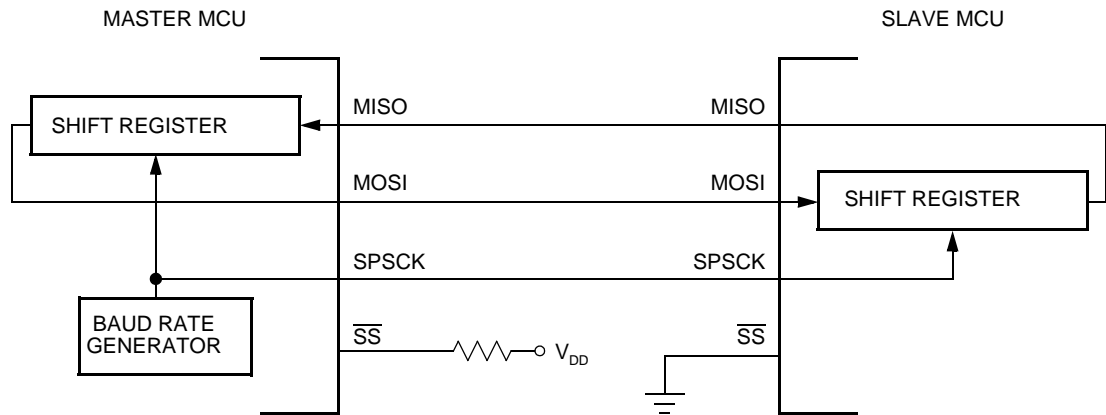 MASTER MCU
SLAVE MCU
SHIFT REGISTER
MISO
MISO
MOSI
MOSI
SHIFT REGISTER
SPSCK
SPSCK
BAUD RATE
GENERATOR
SS
VDD
SS